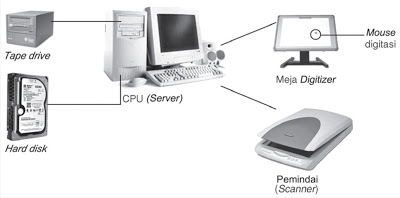 Tape drive
Hard disk
CPU (Server)
Mouse
digitasi
Meja Digitizer
Pemindai
(Scanner)